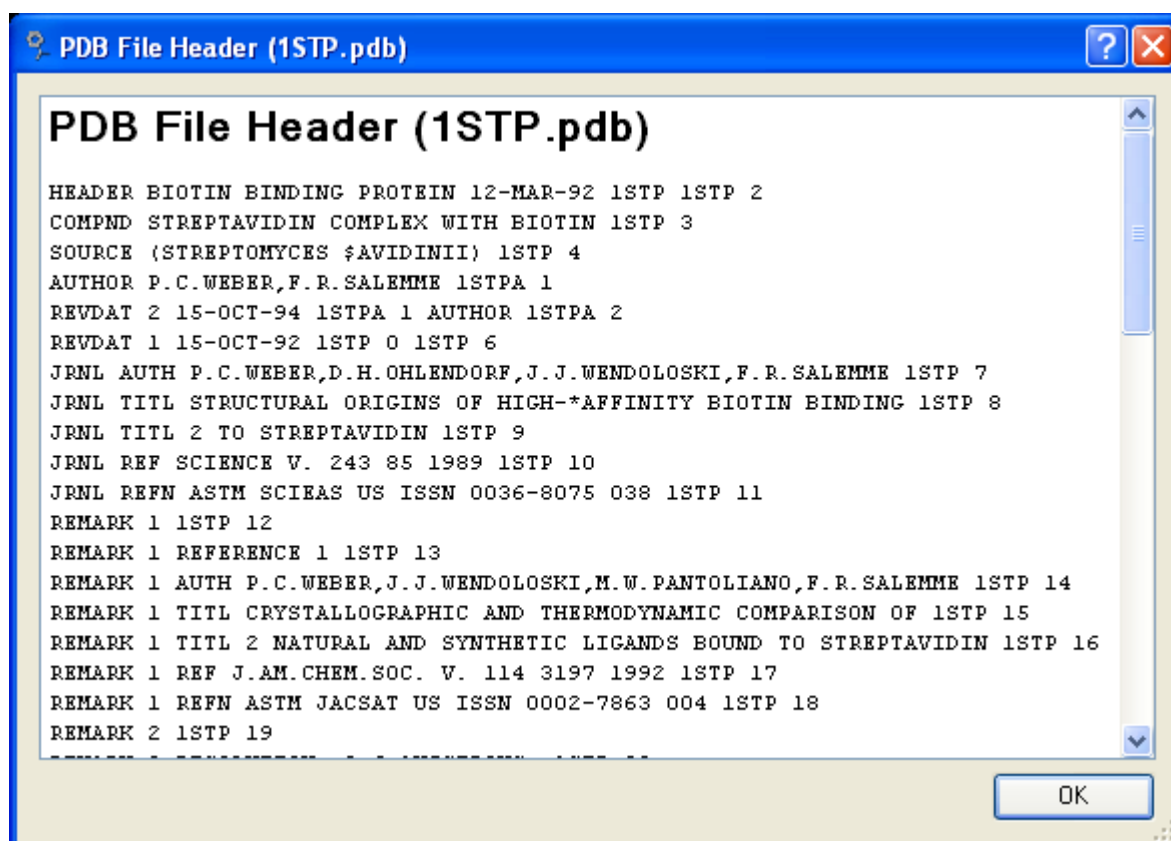 PDB File Header (1STP.pdb)
PDB File Header (1STP.pdb)
HEADER BIOTIN BINDING PROTEIN 12-MAR-92 1STP 1STP 2
COMPND STREPTAVIDIN COMPLEX WITH BIOTIN 1STP 3
SOURCE (STREPTOMYCES $AVIDINII) 1STP 4
AUTHOR P.C.WEBER,F.R.SALEMME 1STPA 1
REVDAT 2 15-OCT-94 1STPA 1 AUTHOR 1STPA 2
REVDAT 1 15-OCT-92 1STP 0 1STP 6
JRNL AUTH P.C.WEBER,D.H.OHLENDORF,J.J.WENDOLOSKI,F.R.SALEMME 1STP 7
JRNL TITL STRUCTURAL ORIGINS OF HIGH-*AFFINITY BIOTIN BINDING 1STP 8
JRNL TITL 2 TO STREPTAVIDIN 1STP 9
JRNL REF SCIENCE V. 243 85 1989 1STP 10
JRNL REFN ASTM SCIEAS US ISSN 0036-8075 038 1STP 11
REMARK 1 1STP 12
REMARK 1 REFERENCE 1 1STP 13
REMARK 1 AUTH P.C.WEBER,J.J.WENDOLOSKI,M.W.PANTOLIANO,F.R.SALEMME 1STP 14
REMARK 1 TITL CRYSTALLOGRAPHIC AND THERMODYNAMIC COMPARISON OF 1STP 15
REMARK 1 TITL 2 NATURAL AND SYNTHETIC LIGANDS BOUND TO STREPTAVIDIN 1STP 16
REMARK 1 REF J.AM.CHEM.SOC. V. 114 3197 1992 1STP 17
REMARK 1 REFN ASTM JACSAT US ISSN 0002-7863 004 1STP 18
REMARK 2 1STP 19
OK